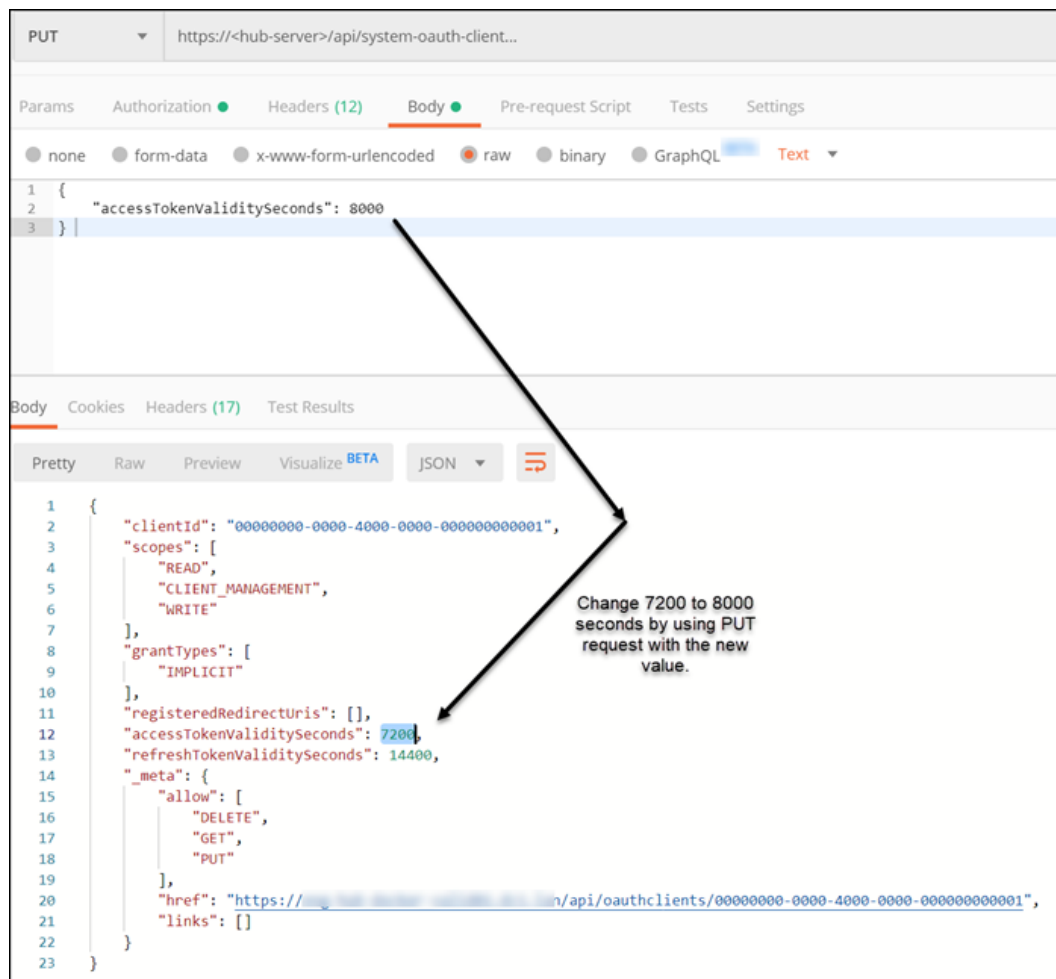 PUT https://<hub-server>/api/system-oauth-client...
Params Authorization Headers (12) Body Pre-request Script Tests Settings
none form-data x-www-form-urlencoded raw binary GraphQL Text
1 {
2 "accessTokenValiditySeconds": 8000
3 }
Body Cookies Headers (17) Test Results
Pretty Raw Preview Visualize BETA JSON
1 {
2 "clientId": "00000000-0000-4000-0000-000000000001",
3 "scopes": [
4 "READ",
5 "CLIENT_MANAGEMENT",
6 "WRITE"
7 ],
8 "grantTypes": [
9 "IMPLICIT"
10 ],
11 "registeredRedirectUris": [],
12 "accessTokenValiditySeconds": 7200,
13 "refreshTokenValiditySeconds": 14400,
14 "_meta": {
15 "allow": [
16 "DELETE",
17 "GET",
18 "PUT"
19 ],
20 "href": "https:// n/api/oauthclients/00000000-0000-4000-0000-000000000001",
21 "links": []
22 }
23 }
Change 7200 to 8000
seconds by using PUT
request with the new
value.